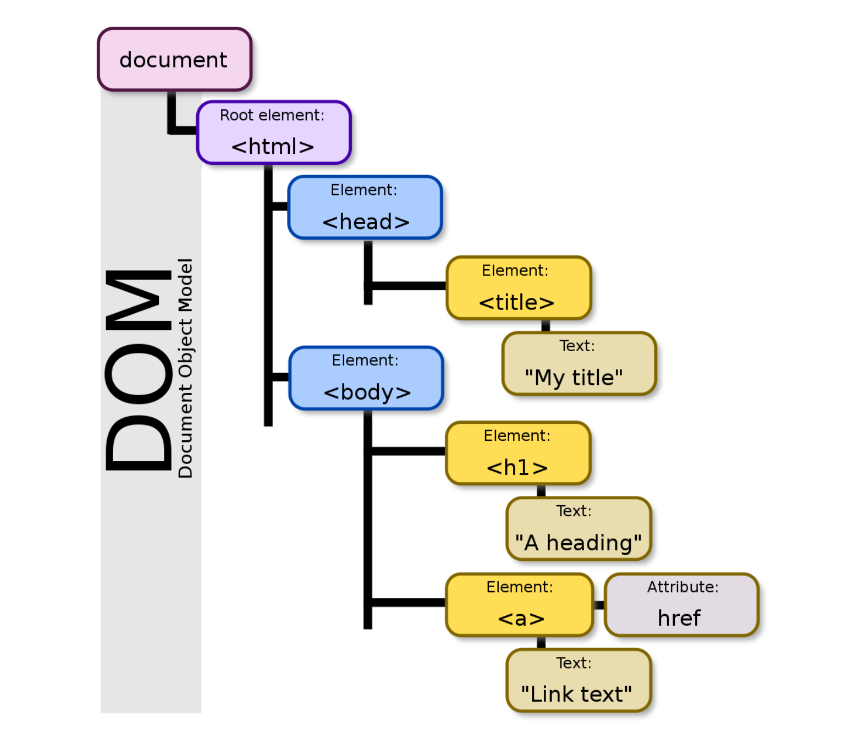 document
Root element:
<html>
Element:
<head>
Element:
<title>
Text:
"My title"
Element:
<body>
Element:
<h1>
Text:
"A heading"
Element:
<a>
Attribute:
href
Text:
"Link text"
DOM
Document Object Model